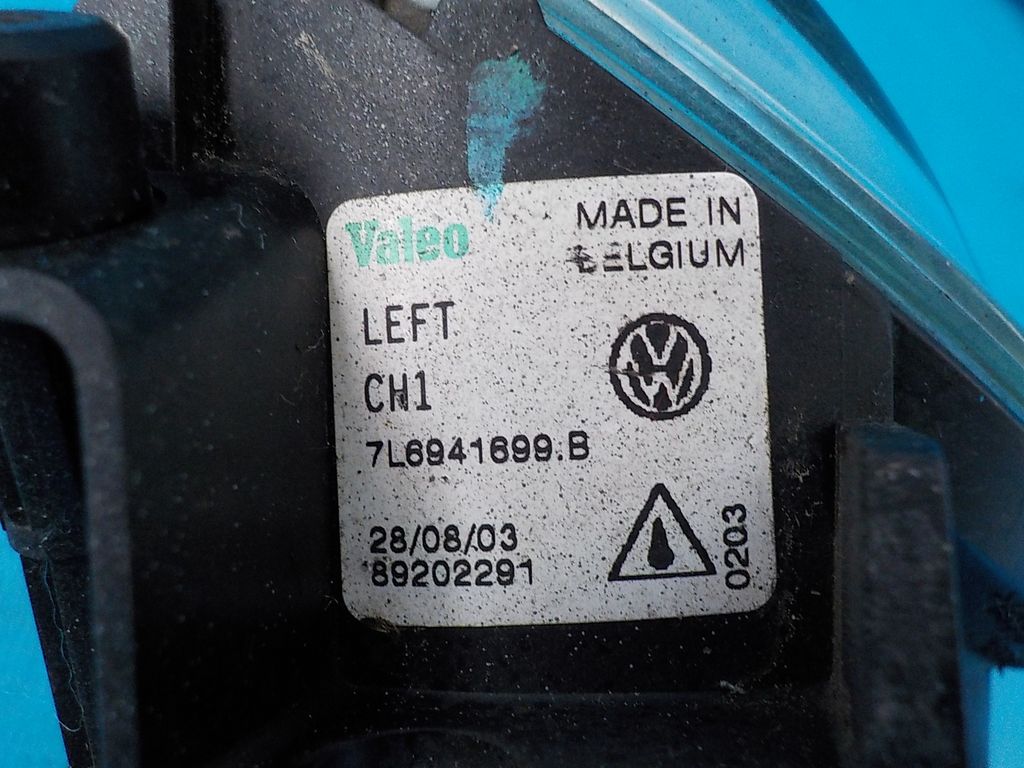 Valeo
MADE IN
BELGIUM
LEFT
CH1
7L6941699.B
28/08/03
89202291
0203